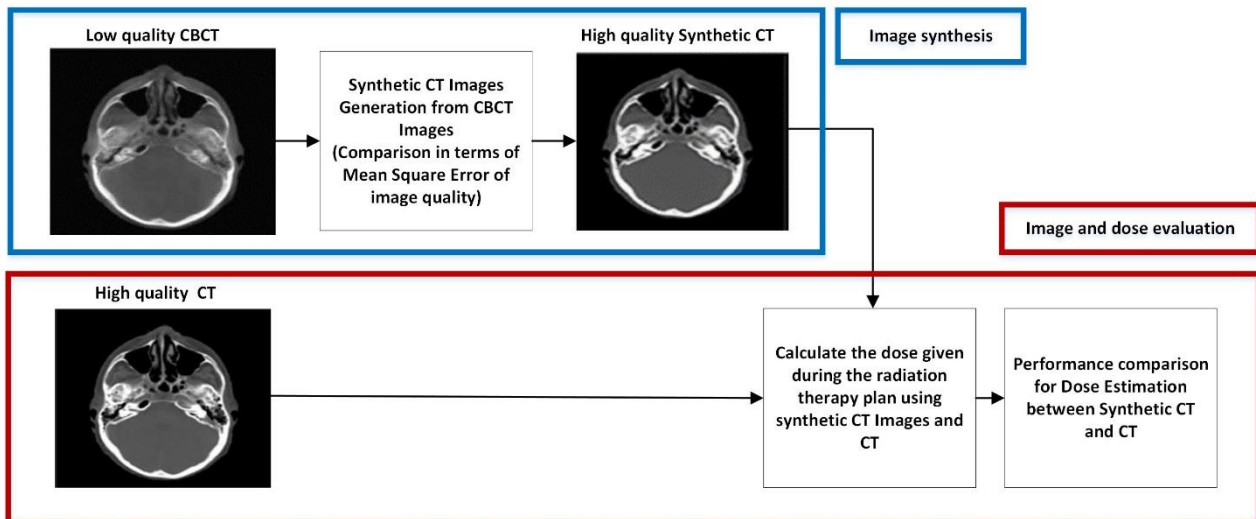 Low quality CBCT
High quality Synthetic CT
Image synthesis
Synthetic CT Images
Generation from CBCT
Images
(Comparison in terms of
Mean Square Error of
image quality)
Image and dose evaluation
High quality CT
Calculate the dose given
during the radiation
therapy plan using
synthetic CT Images and
CT
Performance comparison
for Dose Estimation
between Synthetic CT
and CT